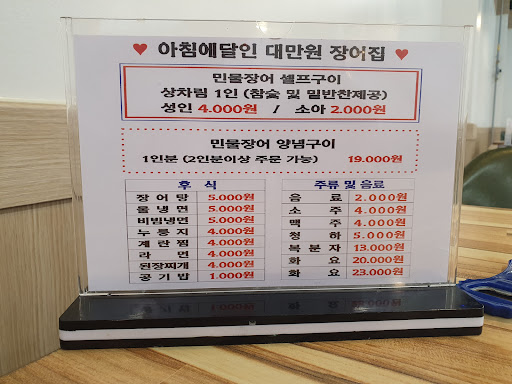 ♥ 아침에달인 대만원 장어집 ♥
민물장어 셀프구이
상차림 1인 (참숯 및 밑반찬제공)
성인 4.000원 / 소아 2.000원
민물장어 양념구이
1인분 (2인분이상 주문 가능) 19.000원
후 식
장 어 탕 5.000원
물 냉 면 5.000원
비빔냉면 5.000원
누 룽 지 4.000원
계 란 찜 4.000원
라 면 4.000원
된장찌개 4.000원
공 기 밥 1.000원
주류 및 음료
음 료 2.000원
소 주 4.000원
맥 주 4.000원
청 하 5.000원
복 분 자 13.000원
화 요 20.000원
화 요 23.000원